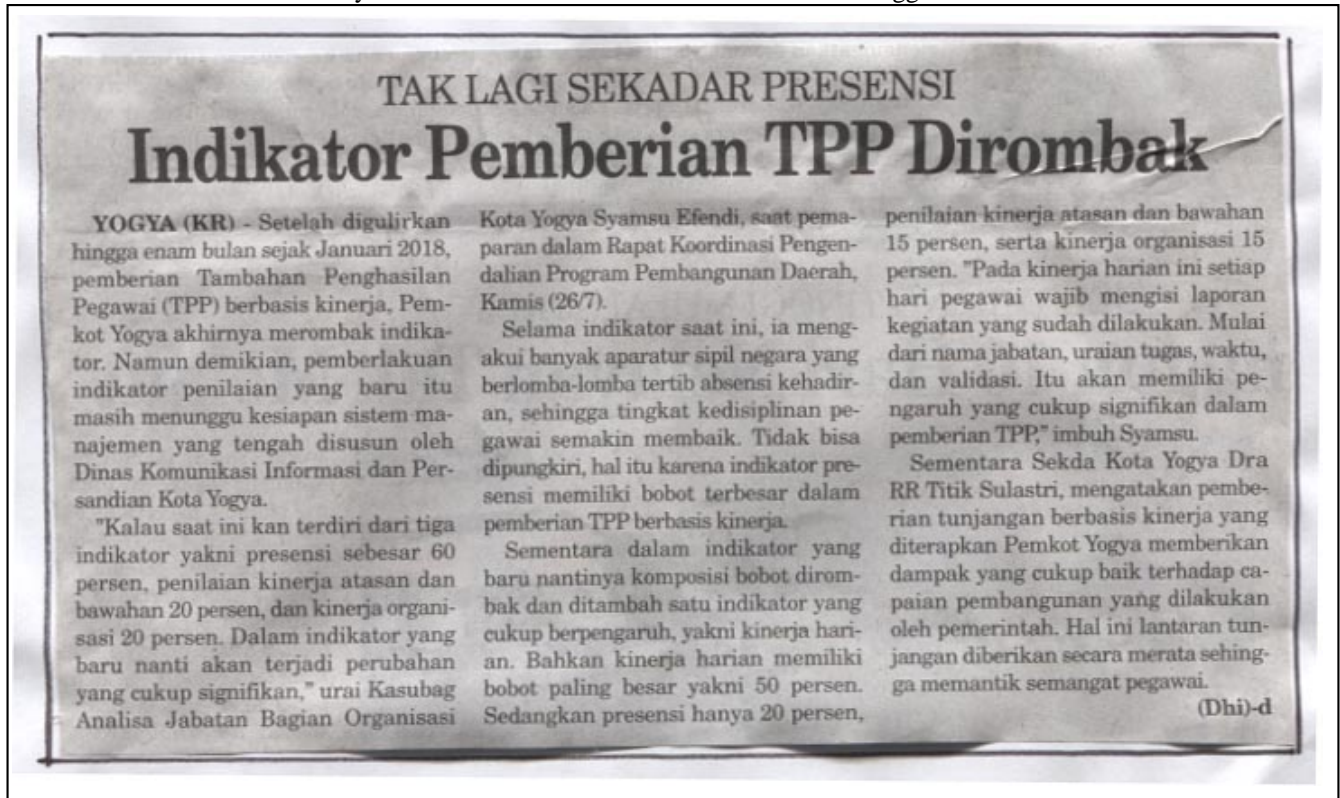 TAK LAGI SEKADAR PRESENSI
Indikator Pemberian TPP Dirombak
YOGYA (KR) - Setelah digulirkan
hingga enam bulan sejak Januari 2018,
pemberian Tambahan Penghasilan
Pegawai (TPP) berbasis kinerja, Pem-
kot Yogya akhirnya merombak indika-
tor. Namun demikian, pemberlakuan
indikator penilaian yang baru itu
masih menunggu kesiapan sistem ma-
najemen yang tengah disusun oleh
Dinas Komunikasi Informasi dan Per-
sandian Kota Yogya.
"Kalau saat ini kan terdiri dari tiga
indikator yakni presensi sebesar 60
persen, penilaian kinerja atasan dan
bawahan 20 persen, dan kinerja organi-
sasi 20 persen. Dalam indikator yang
baru nanti akan terjadi perubahan
yang cukup signifikan," urai Kasubag
Analisa Jabatan Bagian Organisasi
Kota Yogya Syamsu Efendi, saat pema-
paran dalam Rapat Koordinasi Pengen-
dalian Program Pembangunan Daerah,
Kamis (26/7).
Selama indikator saat ini, ia meng-
akui banyak aparatur sipil negara yang
berlomba-lomba tertib absensi kehadir-
an, sehingga tingkat kedisiplinan pe-
gawai semakin membaik. Tidak bisa
dipungkiri, hal itu karena indikator pre-
sensi memiliki bobot terbesar dalam
pemberian TPP berbasis kinerja.
Sementara dalam indikator yang
baru nantinya komposisi bobot dirom-
bak dan ditambah satu indikator yang
cukup berpengaruh, yakni kinerja hari-
an. Bahkan kinerja harian memiliki
bobot paling besar yakni 50 persen.
Sedangkan presensi hanya 20 persen,
penilaian kinerja atasan dan bawahan
15 persen, serta kinerja organisasi 15
persen. "Pada kinerja harian ini setiap
hari pegawai wajib mengisi laporan
kegiatan yang sudah dilakukan. Mulai
dari nama jabatan, uraian tugas, waktu,
dan validasi. Itu akan memiliki pe-
ngaruh yang cukup signifikan dalam
pemberian TPP," imbuh Syamsu.
Sementara Sekda Kota Yogya Dra
RR Titik Sulastri, mengatakan pembe-
rian tunjangan berbasis kinerja yang
diterapkan Pemkot Yogya memberikan
dampak yang cukup baik terhadap ca-
paian pembangunan yang dilakukan
oleh pemerintah. Hal ini lantaran tun-
jangan diberikan secara merata sehing-
ga memantik semangat pegawai.
(Dhi)-d